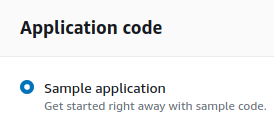 Application code
Sample application
Get started right away with sample code.